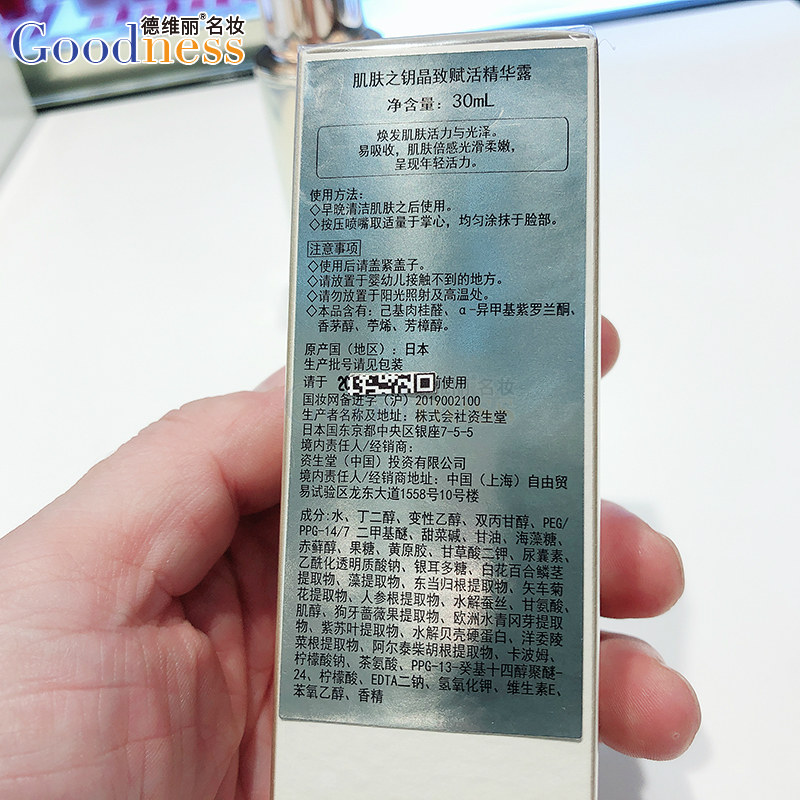 德维丽®名妆
Goodness
肌肤之钥晶致赋活精华露
净含量：30mL
焕发肌肤活力与光泽。
易吸收，肌肤倍感光滑柔嫩，
呈现年轻活力。
使用方法：
◇早晚清洁肌肤之后使用。
◇按压喷嘴取适量于掌心，均匀涂抹于脸部。
注意事项
◇使用后请盖紧盖子。
◇请放置于婴幼儿接触不到的地方。
◇请勿放置于阳光照射及高温处。
◇本品含有：己基肉桂醛、α-异甲基紫罗兰酮、
香茅醇、苧烯、芳樟醇。
原产国（地区）：日本
生产批号请见包装
请于 20 前使用
名妆
国妆网备进字（沪）2019002100
生产者名称及地址：株式会社资生堂
日本国东京都中央区银座7-5-5
境内责任人/经销商：
资生堂（中国）投资有限公司
境内责任人/经销商地址：中国（上海）自由贸
易试验区龙东大道1558号10号楼
成分:水、丁二醇、变性乙醇、双丙甘醇、PEG/
PPG-14/7 二甲基醚、甜菜碱、甘油、海藻糖、
赤藓醇、果糖、黄原胶、甘草酸二钾、尿囊素、
乙酰化透明质酸钠、银耳多糖、白花百合鳞茎
提取物、藻提取物、东当归根提取物、矢车菊
花提取物、人参根提取物、水解蚕丝、甘氨酸、
肌醇、狗牙蔷薇果提取物、欧洲水青冈芽提取
物、紫苏叶提取物、水解贝壳硬蛋白、洋委陵
菜根提取物、阿尔泰柴胡根提取物、卡波姆、
柠檬酸钠、茶氨酸、PPG-13-癸基十四醇聚醚-
24、柠檬酸、EDTA二钠、氢氧化钾、维生素E、
苯氧乙醇、香精